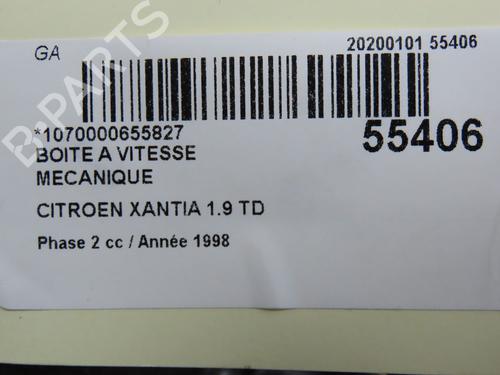 GA
20200101 55406
*1070000655827
55406
BOITE A VITESSE
MECANIQUE
CITROEN XANTIA 1.9 TD
Phase 2 cc / Année 1998
B-PARTS